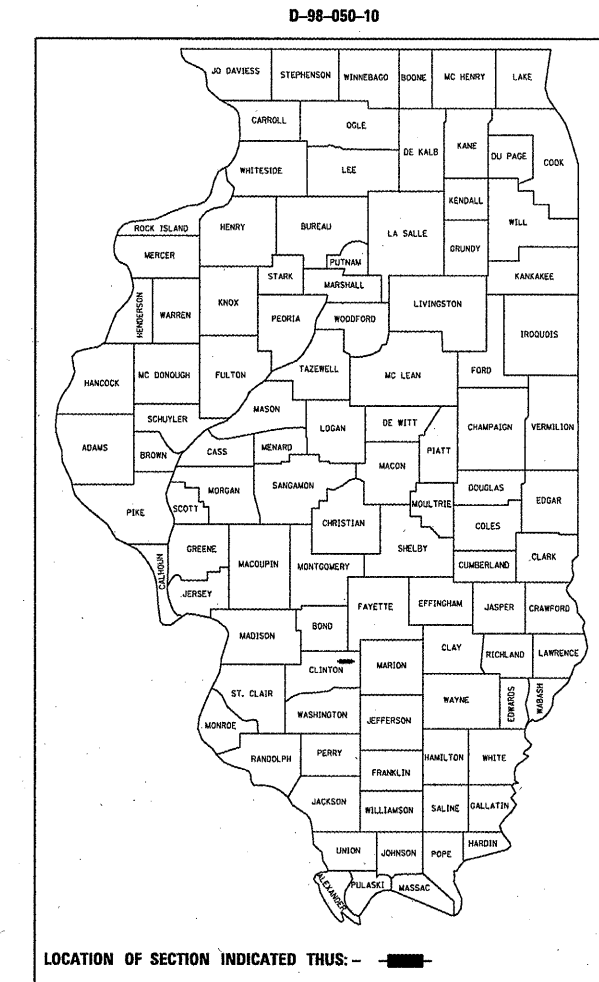 D-98-050-10
JO DAVIESS STEPHENSON WINNEBAGO BOONE MC HENRY LAKE
CARROLL OGLE
DE KALB KANE DU PAGE COOK
WHITESIDE LEE
KENDALL
ROCK ISLAND HENRY BUREAU LA SALLE WILL
MERCER PUTNAM GRUNDY
STARK MARSHALL KANKAKEE
HENDERSON WARREN KNOX PEORIA WOODFORD LIVINGSTON IROQUOIS
HANCOCK MC DONOUGH FULTON TAZEWELL MC LEAN FORD
SCHUYLER MASON LOGAN DE WITT CHAMPAIGN VERMILION
ADAMS BROWN CASS MENARD PIATT
MACON
PIKE SCOTT MORGAN SANGAMON MOULTRIE DOUGLAS EDGAR
CHRISTIAN COLES
GREENE SHELBY
CALHOUN MACOUPIN MONTGOMERY CUMBERLAND CLARK
JERSEY FAYETTE EFFINGHAM JASPER CRAWFORD
MADISON BOND
CLAY RICHLAND LAWRENCE
CLINTON MARION
ST. CLAIR WAYNE EDWARDS WABASH
WASHINGTON JEFFERSON
MONROE
RANDOLPH PERRY HAMILTON WHITE
FRANKLIN
JACKSON WILLIAMSON SALINE GALLATIN
UNION JOHNSON POPE HARDIN
ALEXANDER PULASKI MASSAC
LOCATION OF SECTION INDICATED THUS: -